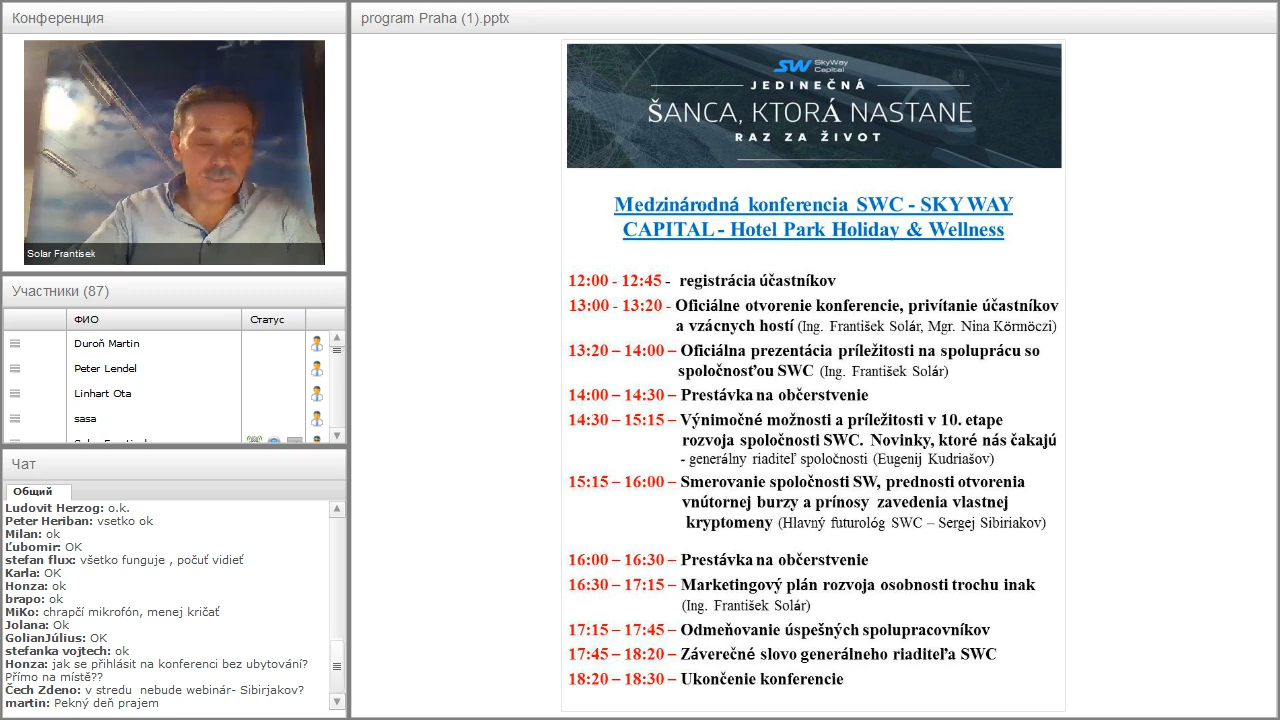 Конференция
Solar Frantisek
Участники (87)
ФИО
Статус
Duroň Martin
Peter Lendel
Linhart Ota
sasa
Чат
Общий
Ludovit Herzog: o.k.
Peter Heriban: vsetko ok
Milan: ok
Ľubomir: OK
stefan flux: všetko funguje , počuť vidieť
Karla: OK
Honza: ok
brapo: ok
MiKo: chrapčí mikrofón, menej kričať
Jolana: Ok
GolianJúlius: OK
stefanka vojtech: ok
Honza: jak se přihlásit na konferenci bez ubytování?
Přímo na místě??
Čech Zdeno: v stredu  nebude webinár- Sibirjakov?
martin: Pekný deň prajem
program Praha (1).pptx
SW SkyWay
Capital
JEDINEČNÁ
ŠANCA, KTORÁ NASTANE
RAZ ZA ŽIVOT
Medzinárodná konferencia SWC - SKY WAY
CAPITAL - Hotel Park Holiday & Wellness
12:00 - 12:45 - registrácia účastníkov
13:00 - 13:20 - Oficiálne otvorenie konferencie, privítanie účastníkov
a vzácnych hostí (Ing. František Solár, Mgr. Nina Körmöczi)
13:20 – 14:00 – Oficiálna prezentácia príležitosti na spoluprácu so
spoločnosťou SWC (Ing. František Solár)
14:00 – 14:30 – Prestávka na občerstvenie
14:30 – 15:15 – Výnimočné možnosti a príležitosti v 10. etape
rozvoja spoločnosti SWC. Novinky, ktoré nás čakajú
- generálny riaditeľ spoločnosti (Eugenij Kudriašov)
15:15 – 16:00 – Smerovanie spoločnosti SW, prednosti otvorenia
vnútornej burzy a prínosy zavedenia vlastnej
kryptomeny (Hlavný futurológ SWC – Sergej Sibiriakov)
16:00 – 16:30 – Prestávka na občerstvenie
16:30 – 17:15 – Marketingový plán rozvoja osobnosti trochu inak
(Ing. František Solár)
17:15 – 17:45 – Odmeňovanie úspešných spolupracovníkov
17:45 – 18:20 – Záverečné slovo generálneho riaditeľa SWC
18:20 – 18:30 – Ukončenie konferencie